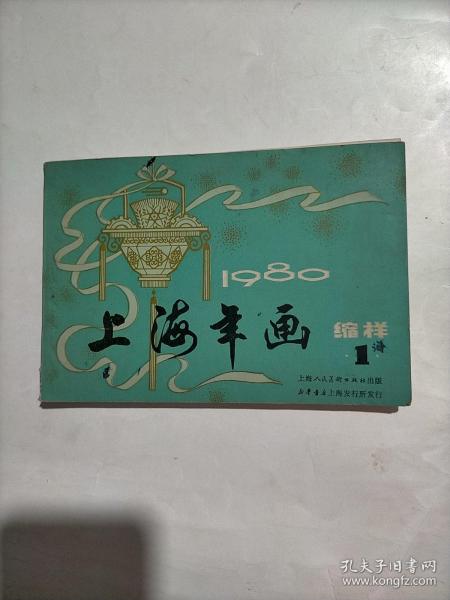 1980
上海年画
缩样
1
海
上海人民美术出版社出版
新华书店上海发行所发行
孔夫子旧书网
www.kongfz.com